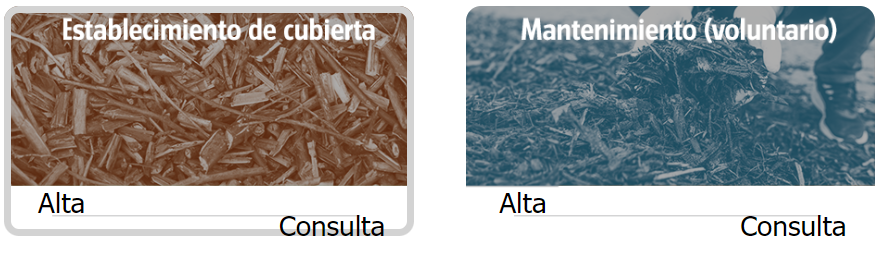 Establecimiento de cubierta
Alta
Consulta
Mantenimiento (voluntario)
Alta
Consulta